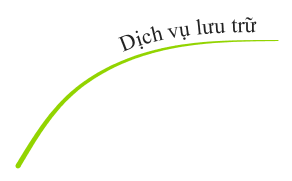 Dịch vụ lưu trữ